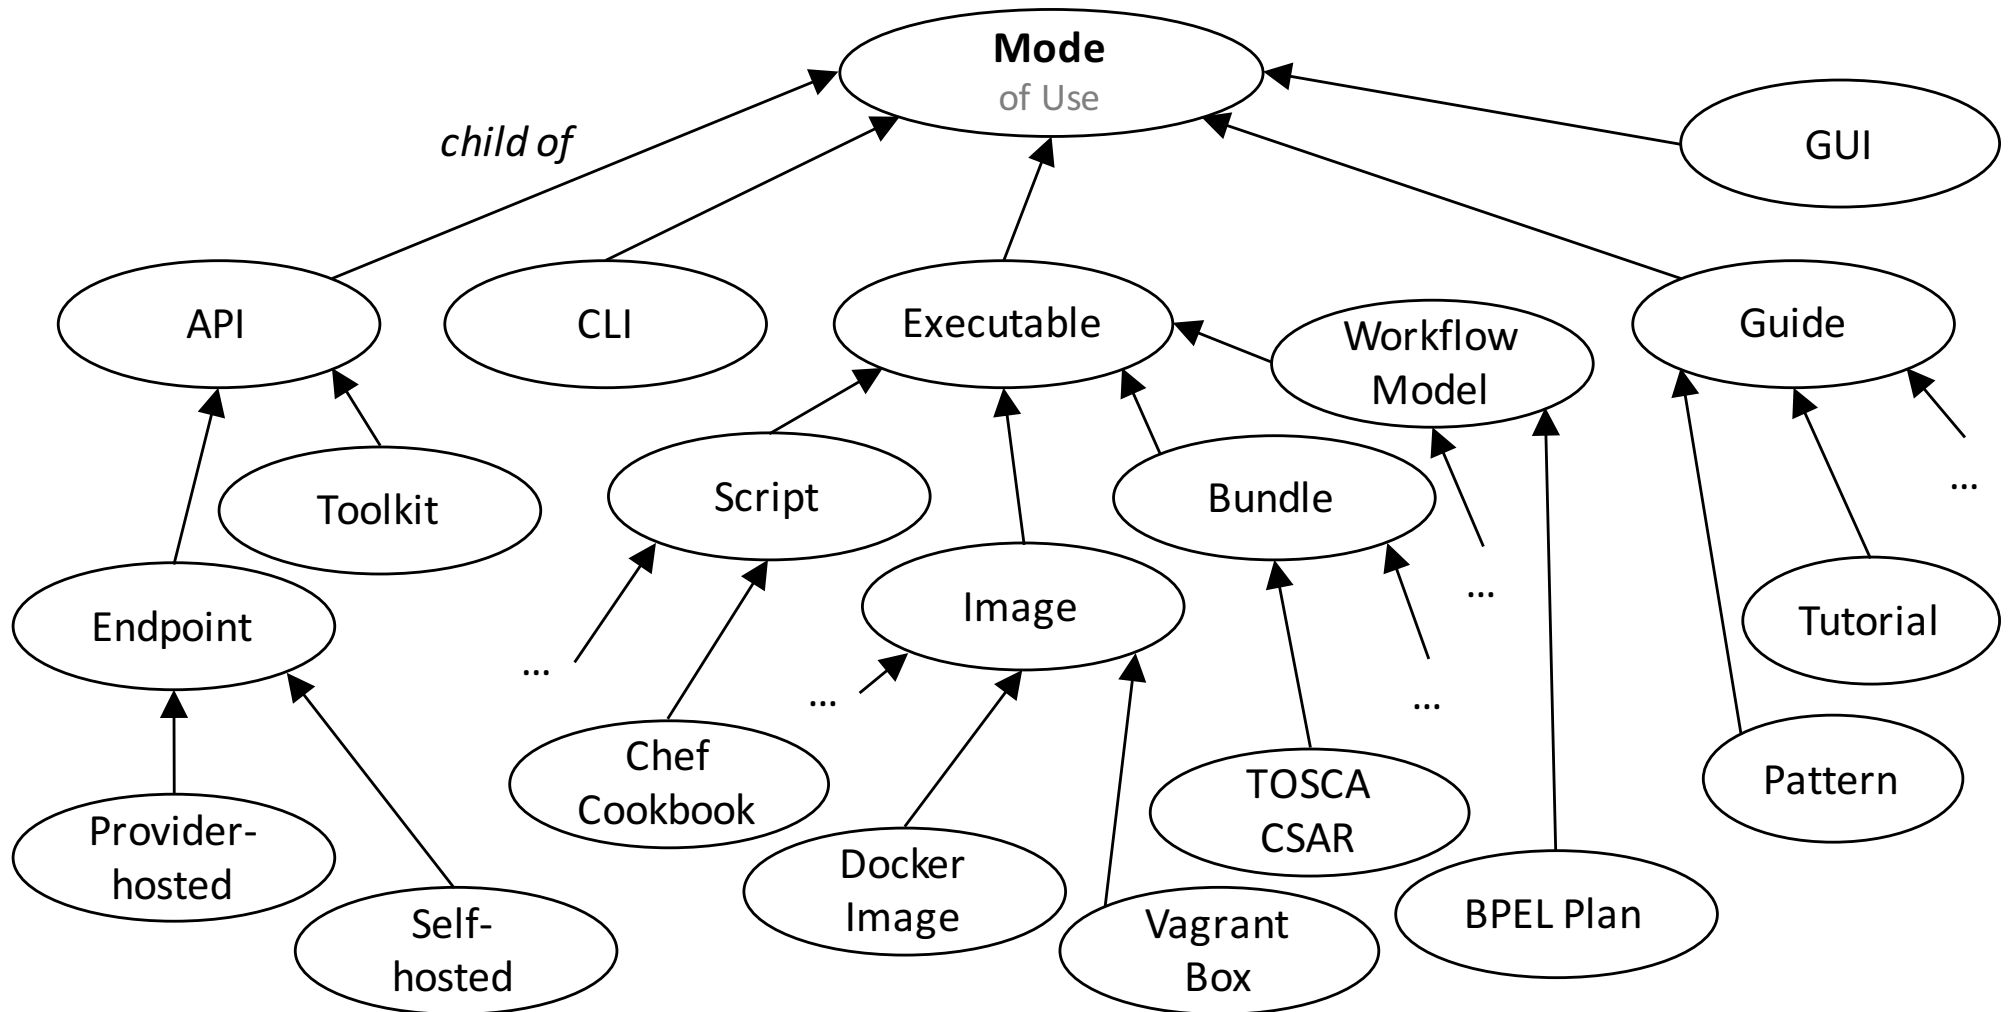 Mode
of Use
child of
GUI
API
CLI
Executable
Workflow
Model
Guide
Toolkit
Script
Bundle
...
Endpoint
Image
...
Tutorial
...
...
...
Chef
Cookbook
TOSCA
CSAR
Pattern
Provider-
hosted
Docker
Image
BPEL Plan
Self-
hosted
Vagrant
Box